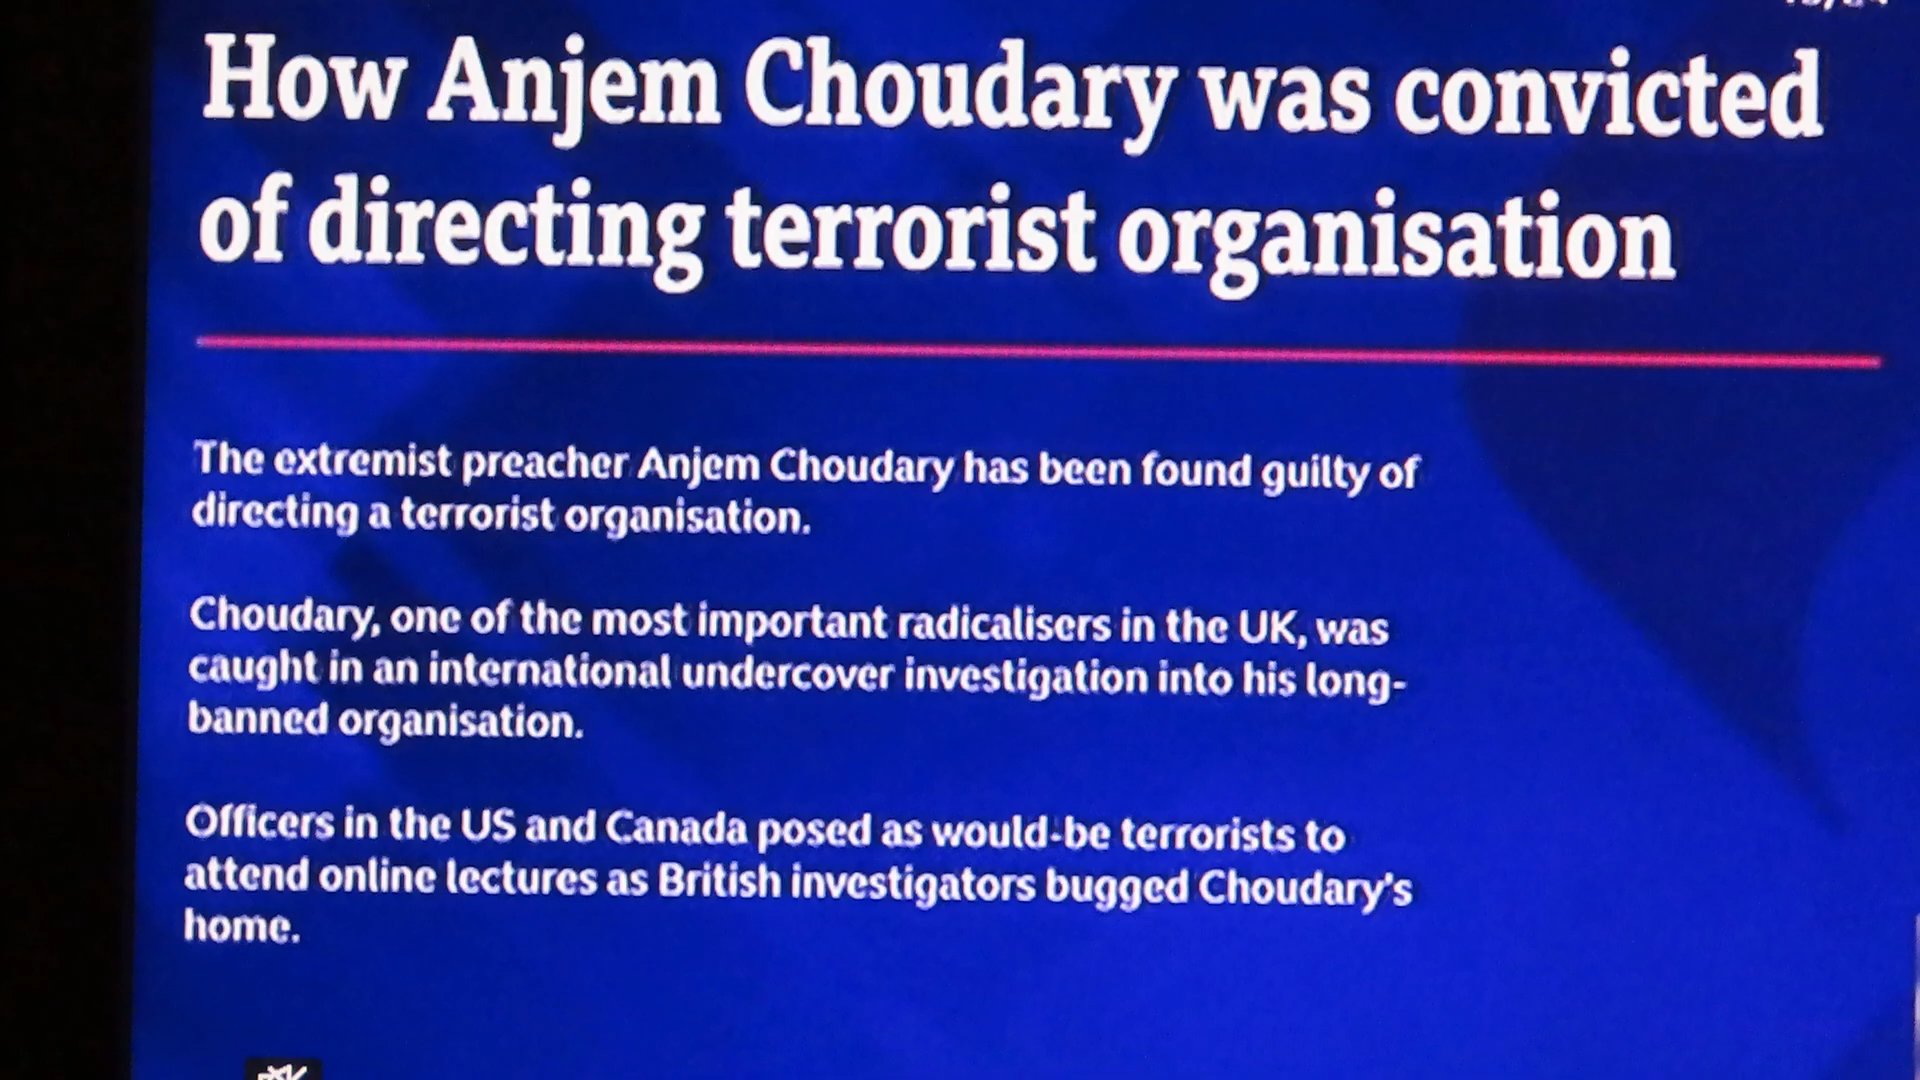 How Anjem Choudary was convicted
of directing terrorist organisation
The extremist preacher Anjem Choudary has been found guilty of
directing a terrorist organisation.
Choudary, one of the most important radicalisers in the UK, was
caught in an international undercover investigation into his long-
banned organisation.
Officers in the US and Canada posed as would-be terrorists to
attend online lectures as British investigators bugged Choudary's
home.